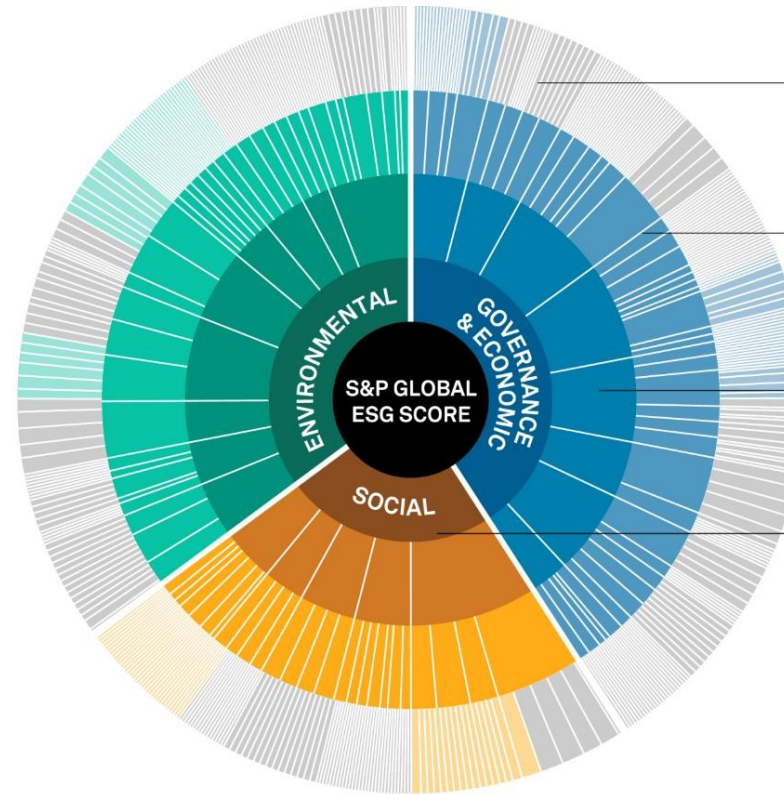 ENVIRONMENTAL
GOVERNANCE
& ECONOMIC
S&P GLOBAL
ESG SCORE
SOCIAL